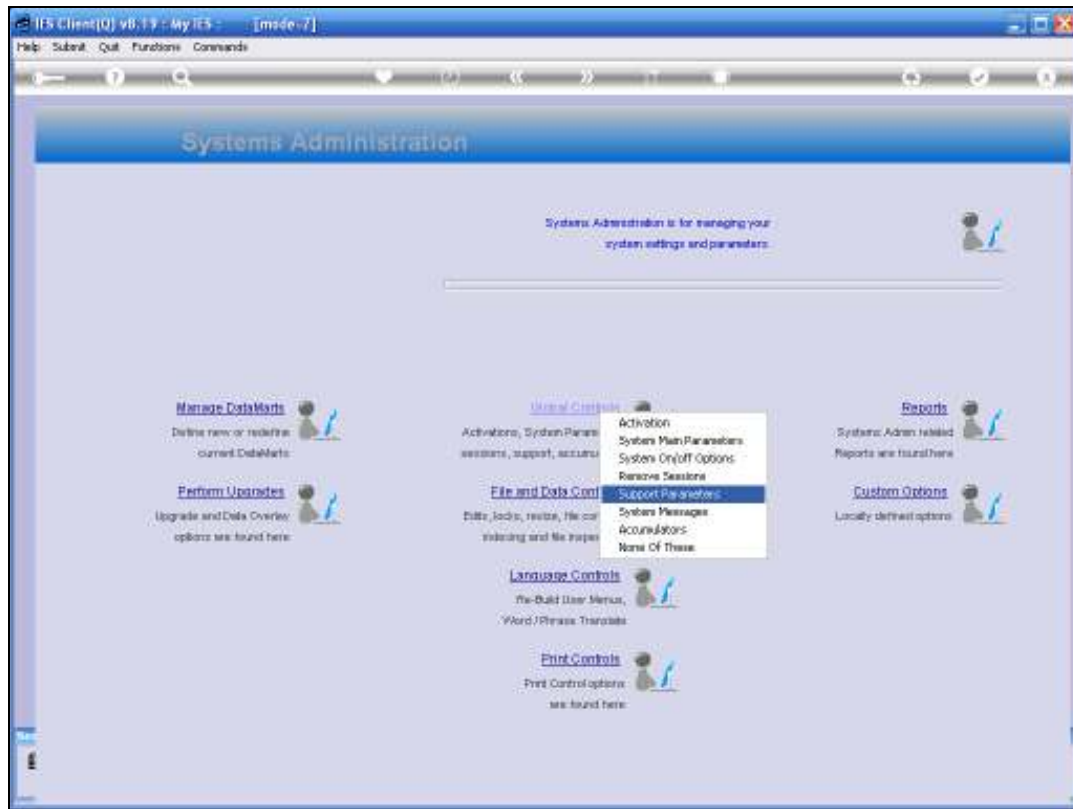 IES Client(Q) v8.19 : My IES : [mode-7]
Help Submit Quit Functions Commands
Systems Administration
Systems Administration is for managing your
system settings and parameters
Manage DataMarts
Define new or redefine
current DataMarts
Global Controls
Activations, System Param
sessions, support, accumu
Activation
System Main Parameters
System On/off Options
Remove Sessions
Support Parameters
System Messages
Accumulators
None Of These
Reports
Systems Admin related
Reports are found here
Perform Upgrades
Upgrade and Data Overlay
options are found here
File and Data Cont
Edits, locks, resize, file cor
indexing and file inspec
Custom Options
Locally defined options
Language Controls
Re-Build User Menus,
Word / Phrase Translate
Print Controls
Print Control options
are found here